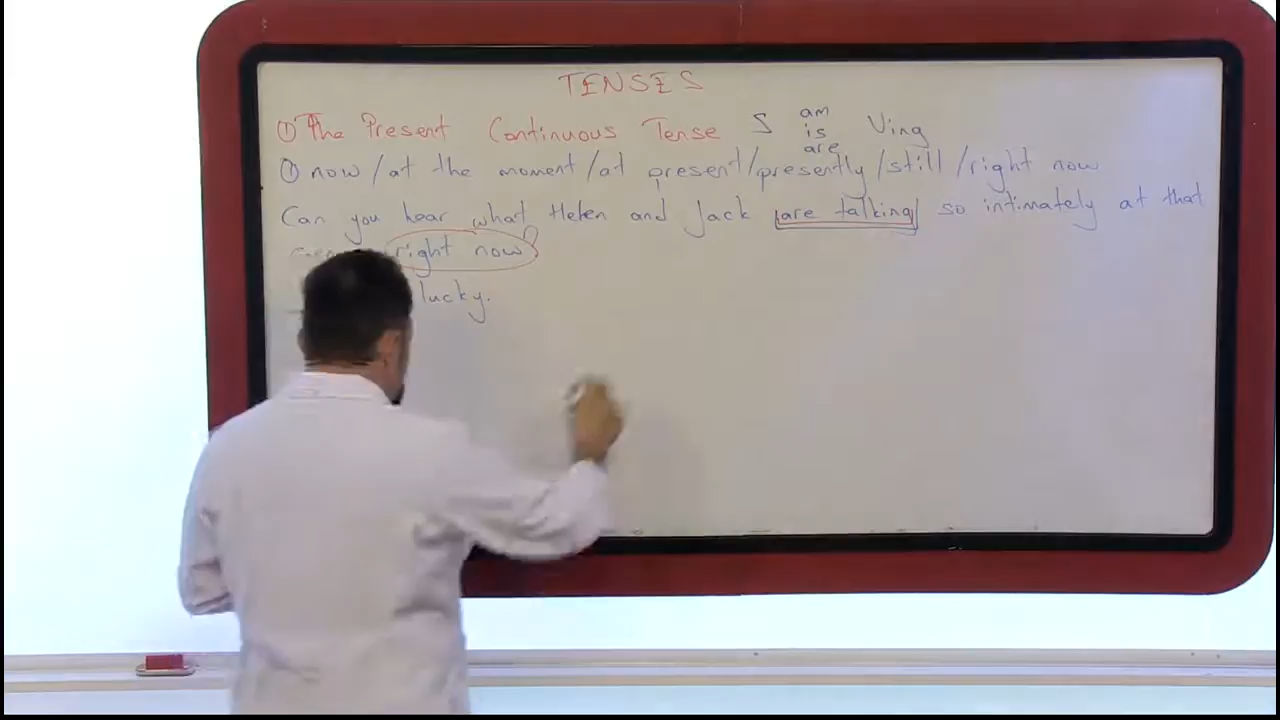 TENSES
① The Present Continuous Tense S am is are Ving
① now / at the moment / at present / presently / still / right now
Can you hear what Helen and Jack are talking so intimately at that
right now?
lucky.